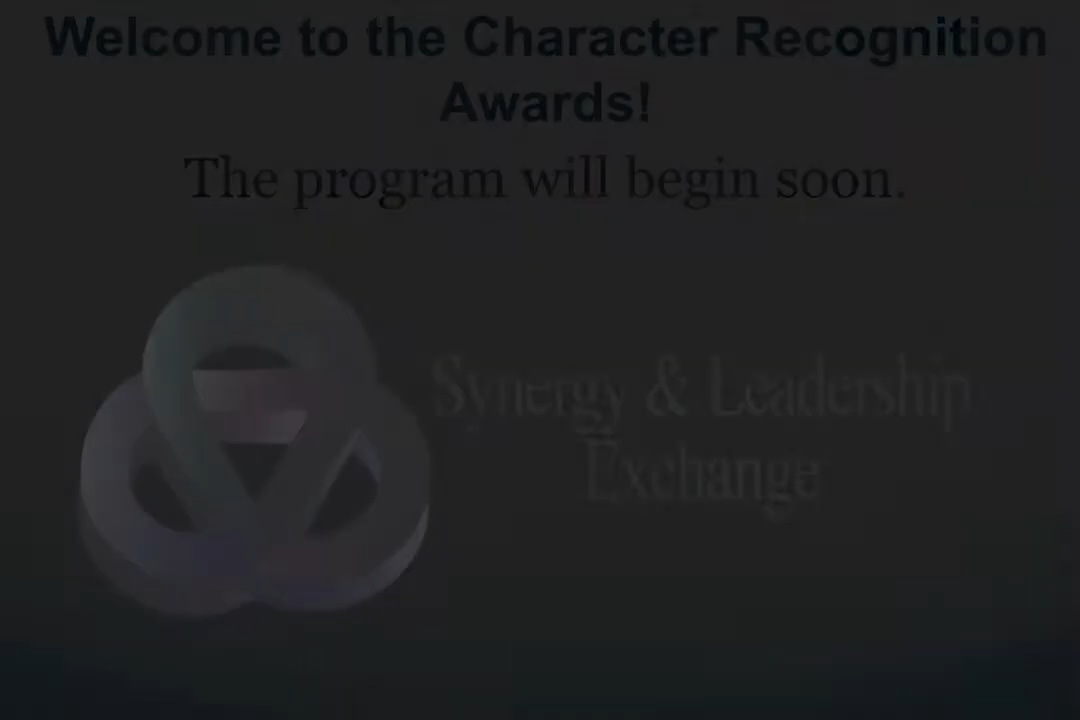 Welcome to the Character Recognition
Awards!
The program will begin soon.
Synergy & Leadership
Exchange